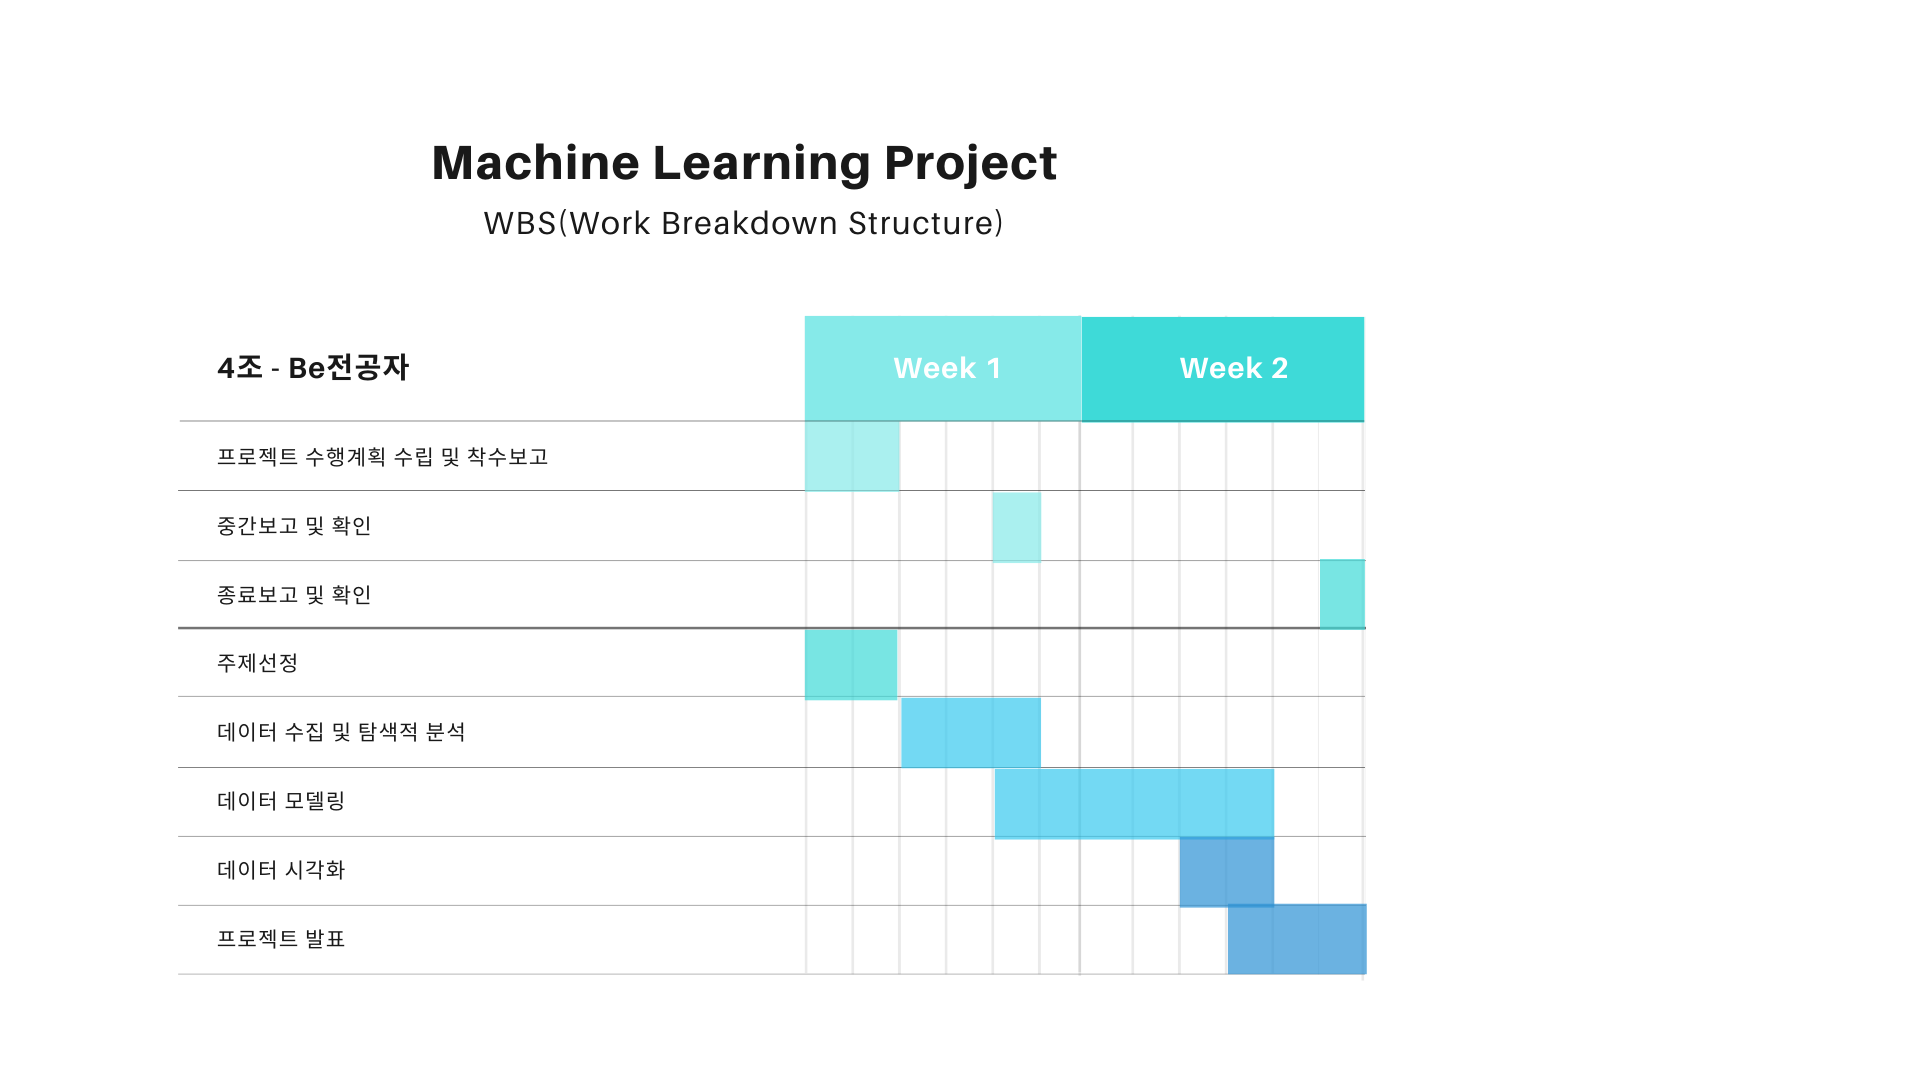 Machine Learning Project
WBS(Work Breakdown Structure)
4조 - Be전공자
Week 1
Week 2
프로젝트 수행계획 수립 및 착수보고
중간보고 및 확인
종료보고 및 확인
주제선정
데이터 수집 및 탐색적 분석
데이터 모델링
데이터 시각화
프로젝트 발표